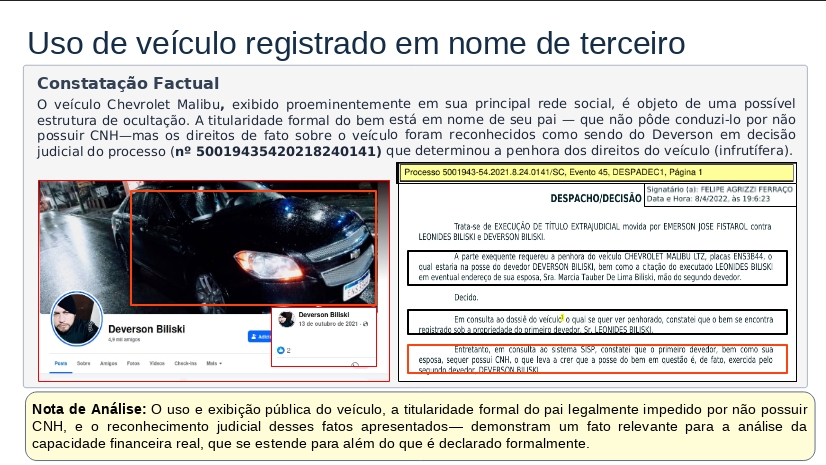 Uso de veículo registrado em nome de terceiro
Constatação Factual
O veículo Chevrolet Malibu, exibido proeminentemente em sua principal rede social, é objeto de uma possível
estrutura de ocultação. A titularidade formal do bem está em nome de seu pai — que não pôde conduzi-lo por não
possuir CNH—mas os direitos de fato sobre o veículo foram reconhecidos como sendo do Deverson em decisão
judicial do processo (nº 50019435420218240141) que determinou a penhora dos direitos do veículo (infrutífera).
Processo 5001943-54.2021.8.24.0141/SC, Evento 45, DESPADEC1, Página 1
Signatário (a): FELIPE AGRIZZI FERRAÇO
Data e Hora: 8/4/2022, às 19:6:23
DESPACHO/DECISÃO
Trata-se de EXECUÇÃO DE TÍTULO EXTRAJUDICIAL movida por EMERSON JOSE FISTAROL contra
LEONIDES BILISKI e DEVERSON BILISKI.
A parte exequente requereu a penhora do veículo CHEVROLET MALIBU LTZ, placas ENS3B44, o
qual estaria na posse do devedor DEVERSON BILISKI, bem como a citação do executado LEONIDES BILISKI
em eventual endereço de sua esposa, Sra. Marcia Tauber De Lima Biliski, mão do segundo devedor.
Decido.
Em consulta ao dossiê do veículo o qual se quer ver penhorado, constatei que o bem se encontra
registrado sob a propriedade do primeiro devedor, Sr. LEONIDES BILISKI.
Entretanto, em consulta ao sistema SISP, constatei que o primeiro devedor, bem como sua
esposa, sequer possui CNH, o que leva a crer que a posse do bem em questão é, de fato, exercida pelo
segundo devedor, DEVERSON BILISKI.
Deverson Biliski
4,9 mil amigos
Posts Sobre Amigos Fotos Vídeos Check-ins Mais
Deverson Biliski
13 de outubro de 2021
2
Nota de Análise: O uso e exibição pública do veículo, a titularidade formal do pai legalmente impedido por não possuir
CNH, e o reconhecimento judicial desses fatos apresentados— demonstram um fato relevante para a análise da
capacidade financeira real, que se estende para além do que é declarado formalmente.